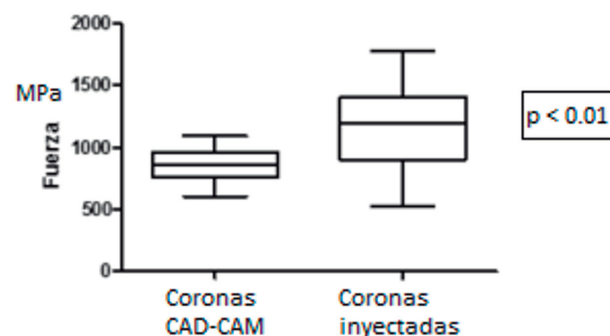 2000
1500
MPa
1000
Fuerza
500
0
p < 0.01
Coronas
CAD-CAM
Coronas
inyectadas